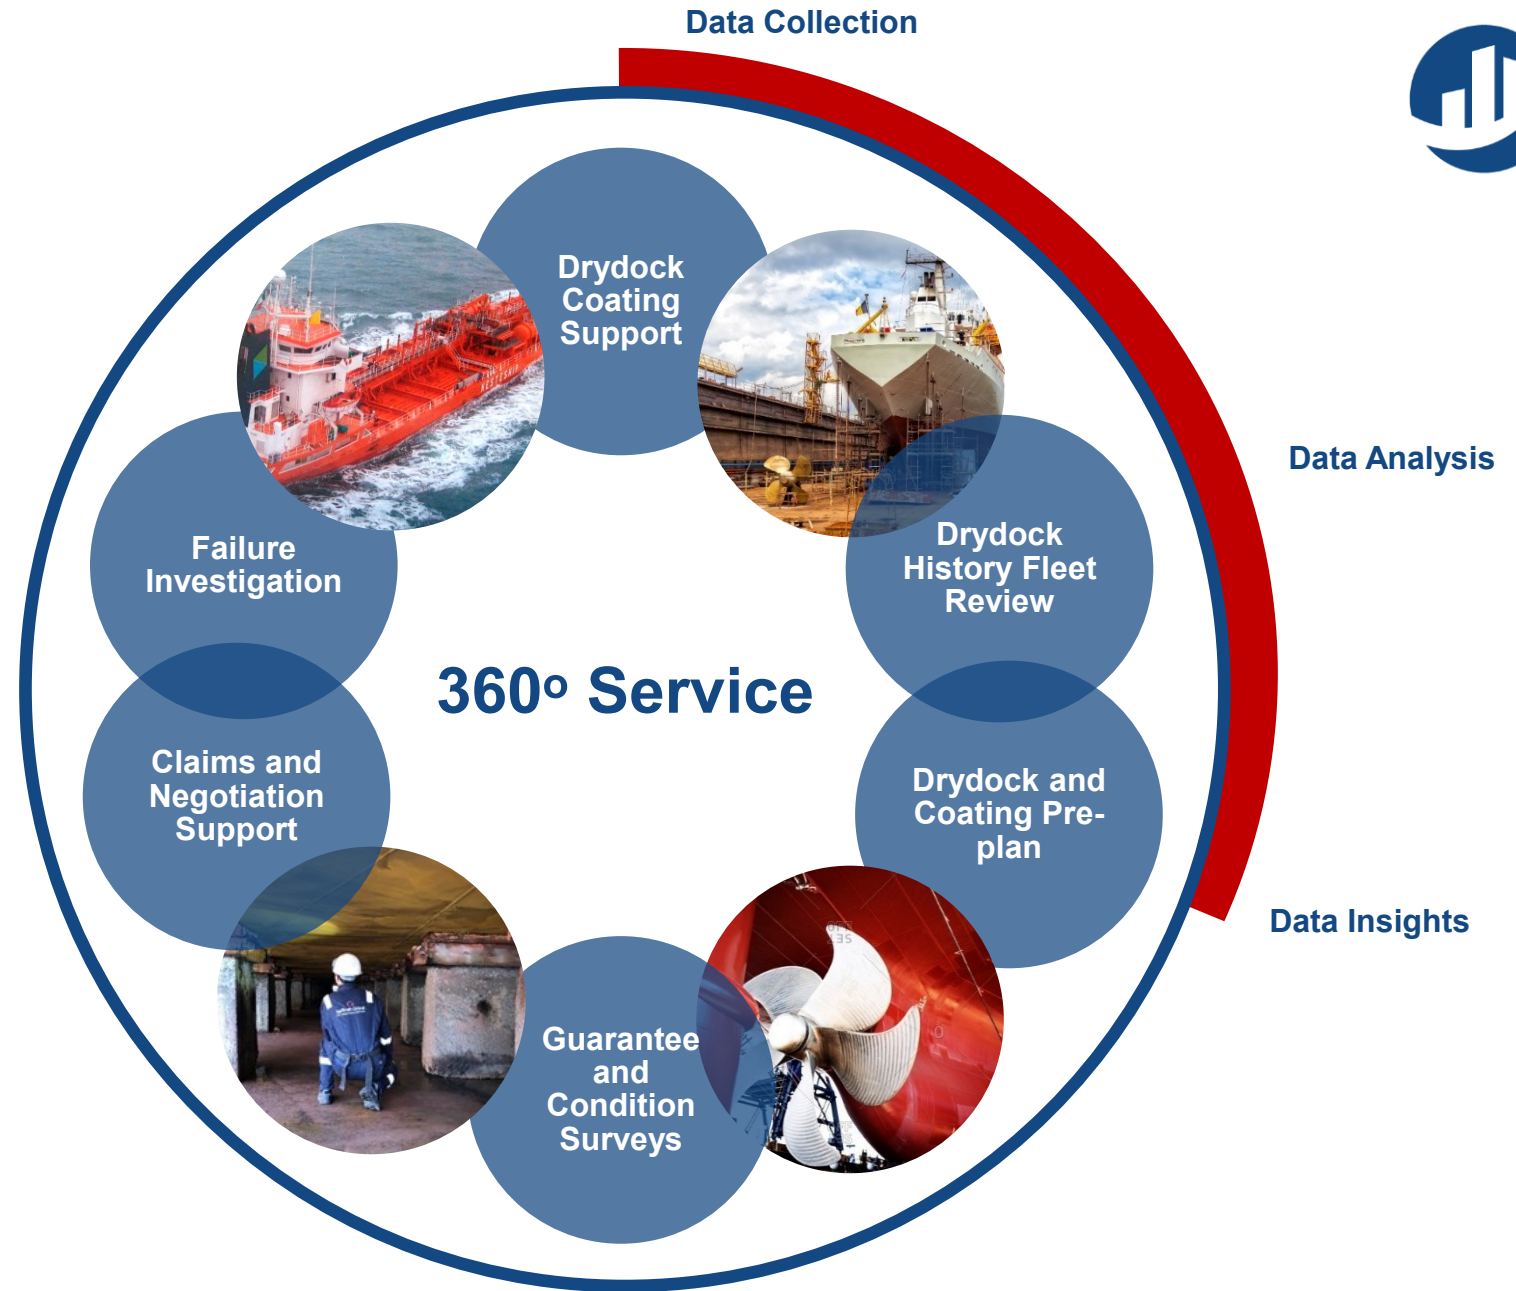 Data Collection
Drydock
Coating
Support
Data Analysis
Failure
Investigation
Drydock
History Fleet
Review
360º Service
Claims and
Negotiation
Support
Drydock and
Coating Pre-
plan
Data Insights
Guarantee
and
Condition
Surveys